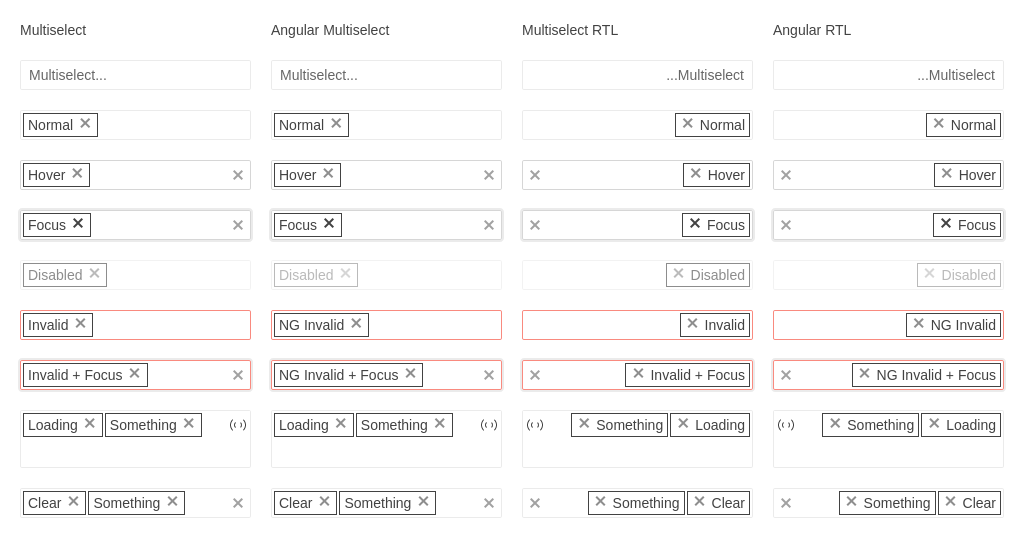 Multiselect Angular Multiselect Multiselect RTL Angular RTL
Multiselect... Multiselect... ...Multiselect ...Multiselect
Normal Normal Normal Normal
Hover Hover Hover Hover
Focus Focus Focus Focus
Disabled Disabled Disabled Disabled
Invalid NG Invalid Invalid NG Invalid
Invalid + Focus NG Invalid + Focus Invalid + Focus NG Invalid + Focus
Loading Something Loading Something Something Loading Something Loading
Clear Something Clear Something Something Clear Something Clear